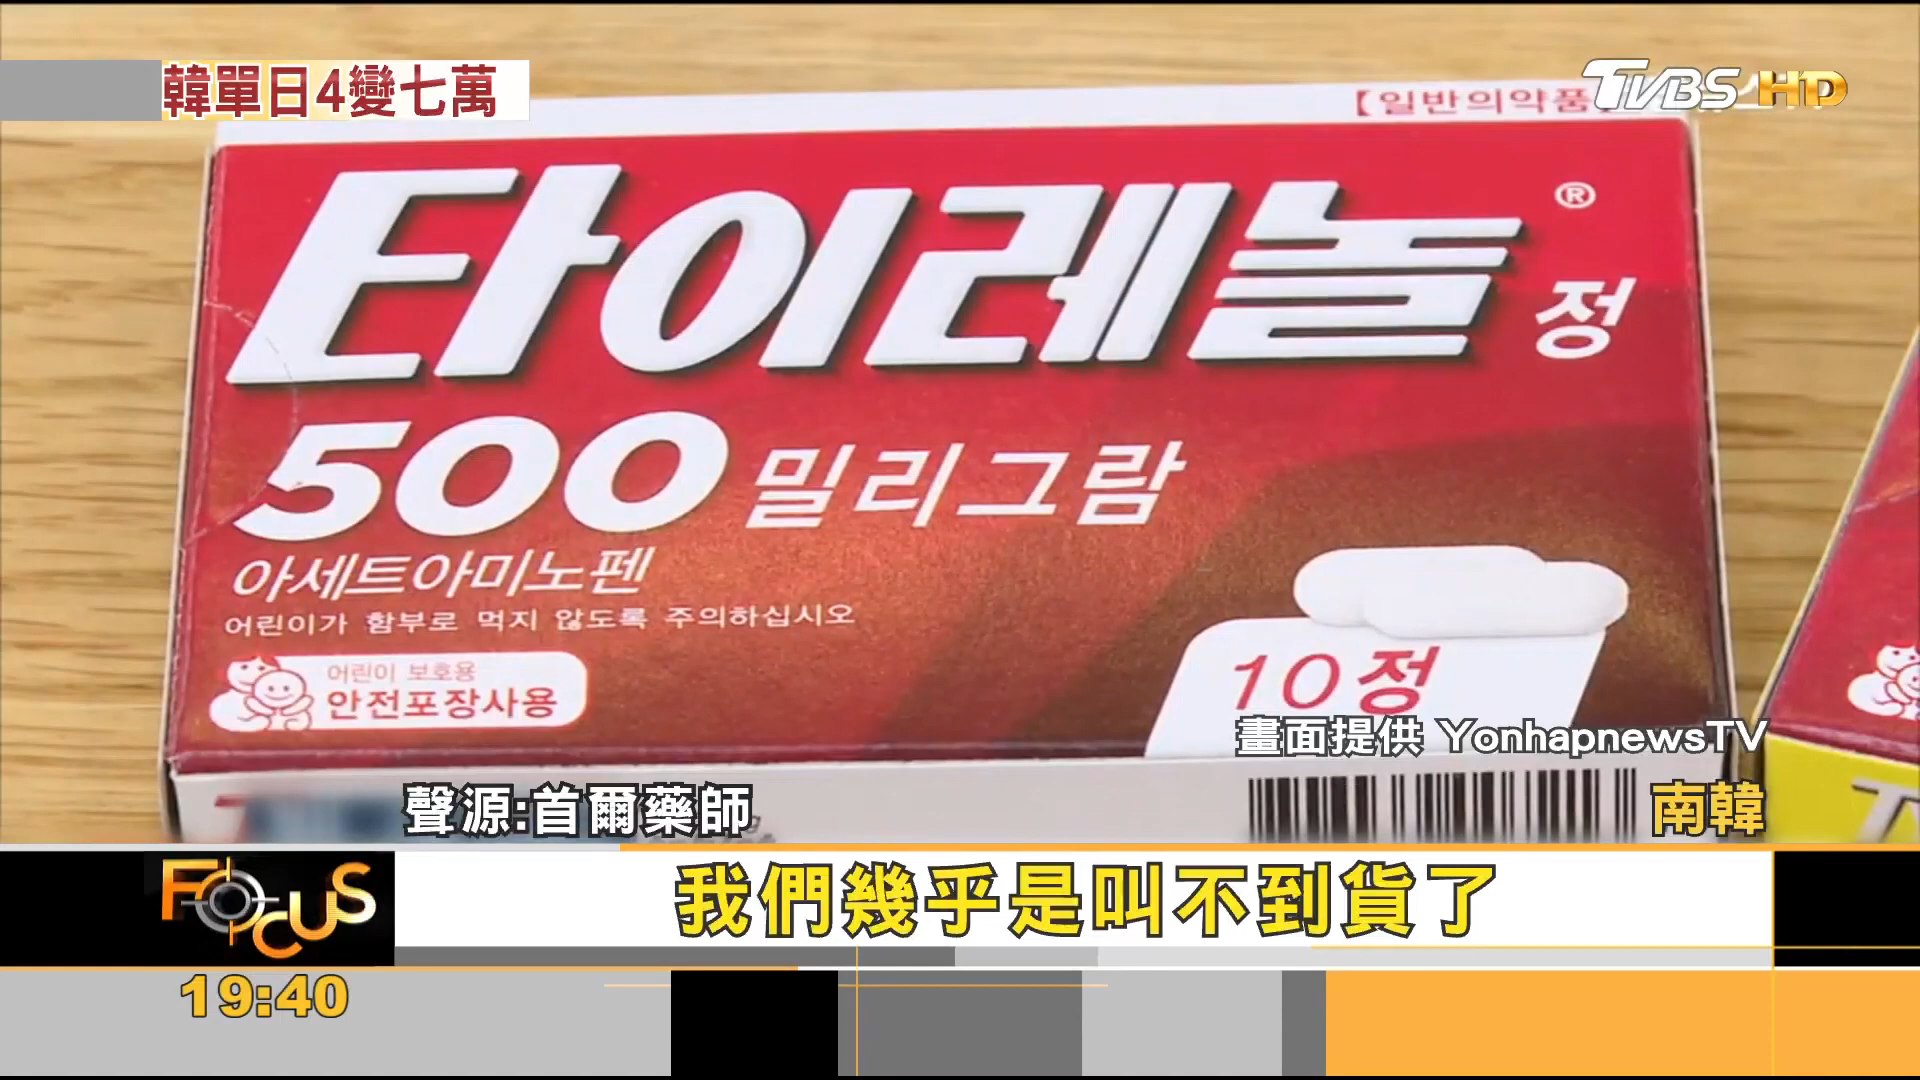 韓單日4變七萬
TVBS HD
【일반의약품】
타이레놀® 정
500 밀리그람
아세트아미노펜
어린이가 함부로 먹지 않도록 주의하십시오
어린이 보호용
안전포장사용
10정
畫面提供 YonhapnewsTV
聲源:首爾藥師
南韓
FOCUS
我們幾乎是叫不到貨了
19:40